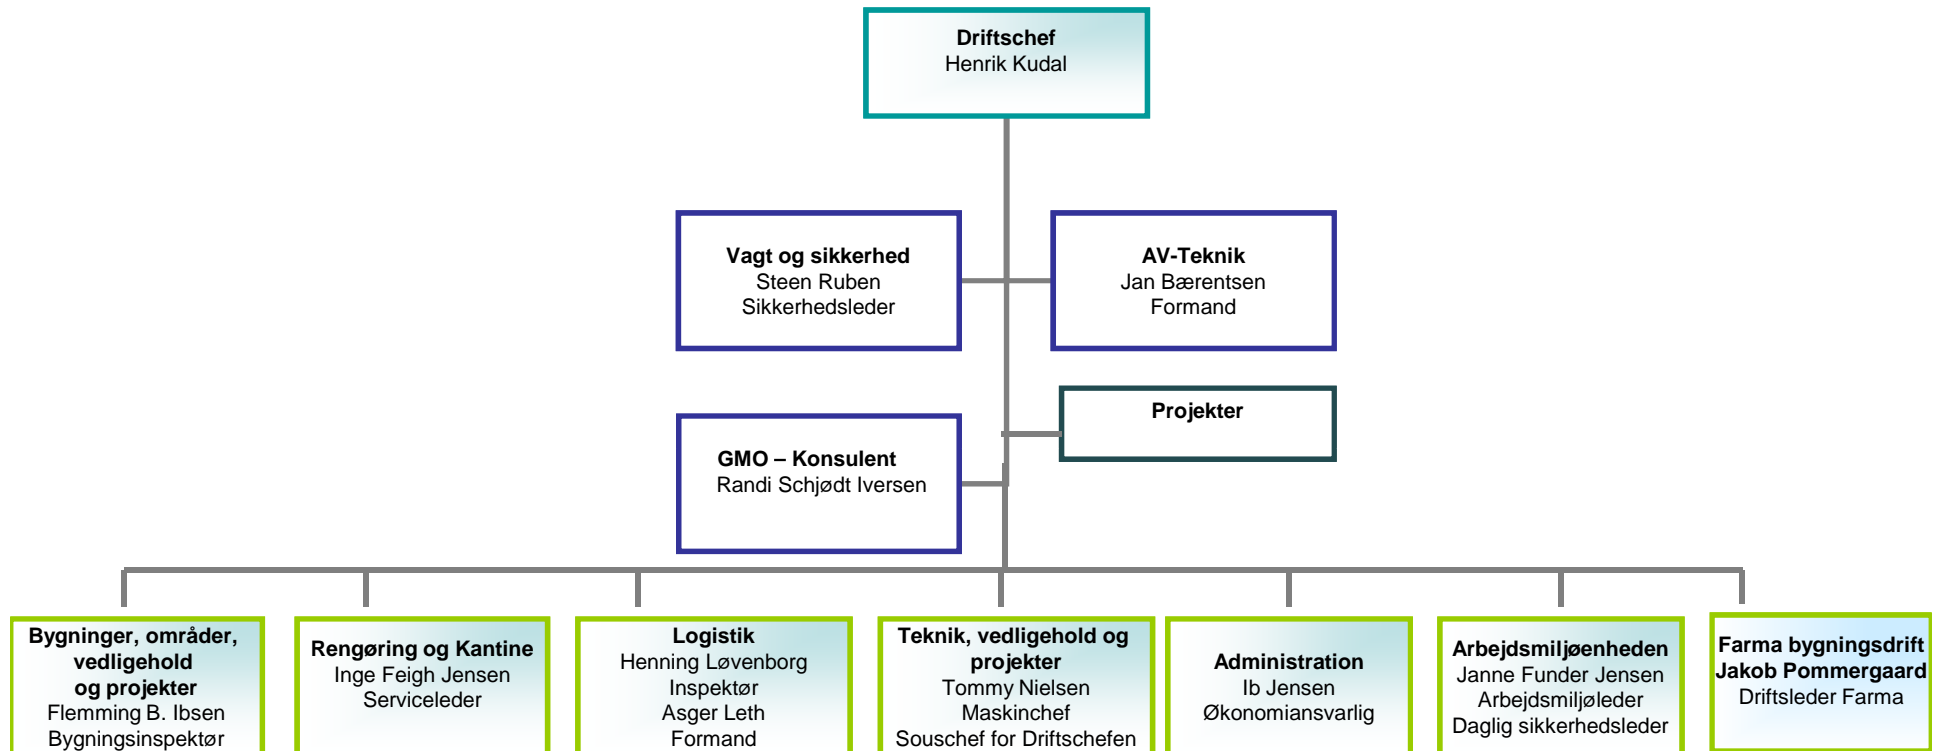 Driftschef
Henrik Kudal
Vagt og sikkerhed
Steen Ruben
Sikkerhedsleder
AV-Teknik
Jan Bærentsen
Formand
Projekter
GMO – Konsulent
Randi Schjødt Iversen
Bygninger, områder,
vedligehold
og projekter
Flemming B. Ibsen
Bygningsinspektør
Rengøring og Kantine
Inge Feigh Jensen
Serviceleder
Logistik
Henning Løvenborg
Inspektør
Asger Leth
Formand
Teknik, vedligehold og
projekter
Tommy Nielsen
Maskinchef
Souschef for Driftschefen
Administration
Ib Jensen
Økonomiansvarlig
Arbejdsmiljøenheden
Janne Funder Jensen
Arbejdsmiljøleder
Daglig sikkerhedsleder
Farma bygningsdrift
Jakob Pommergaard
Driftsleder Farma